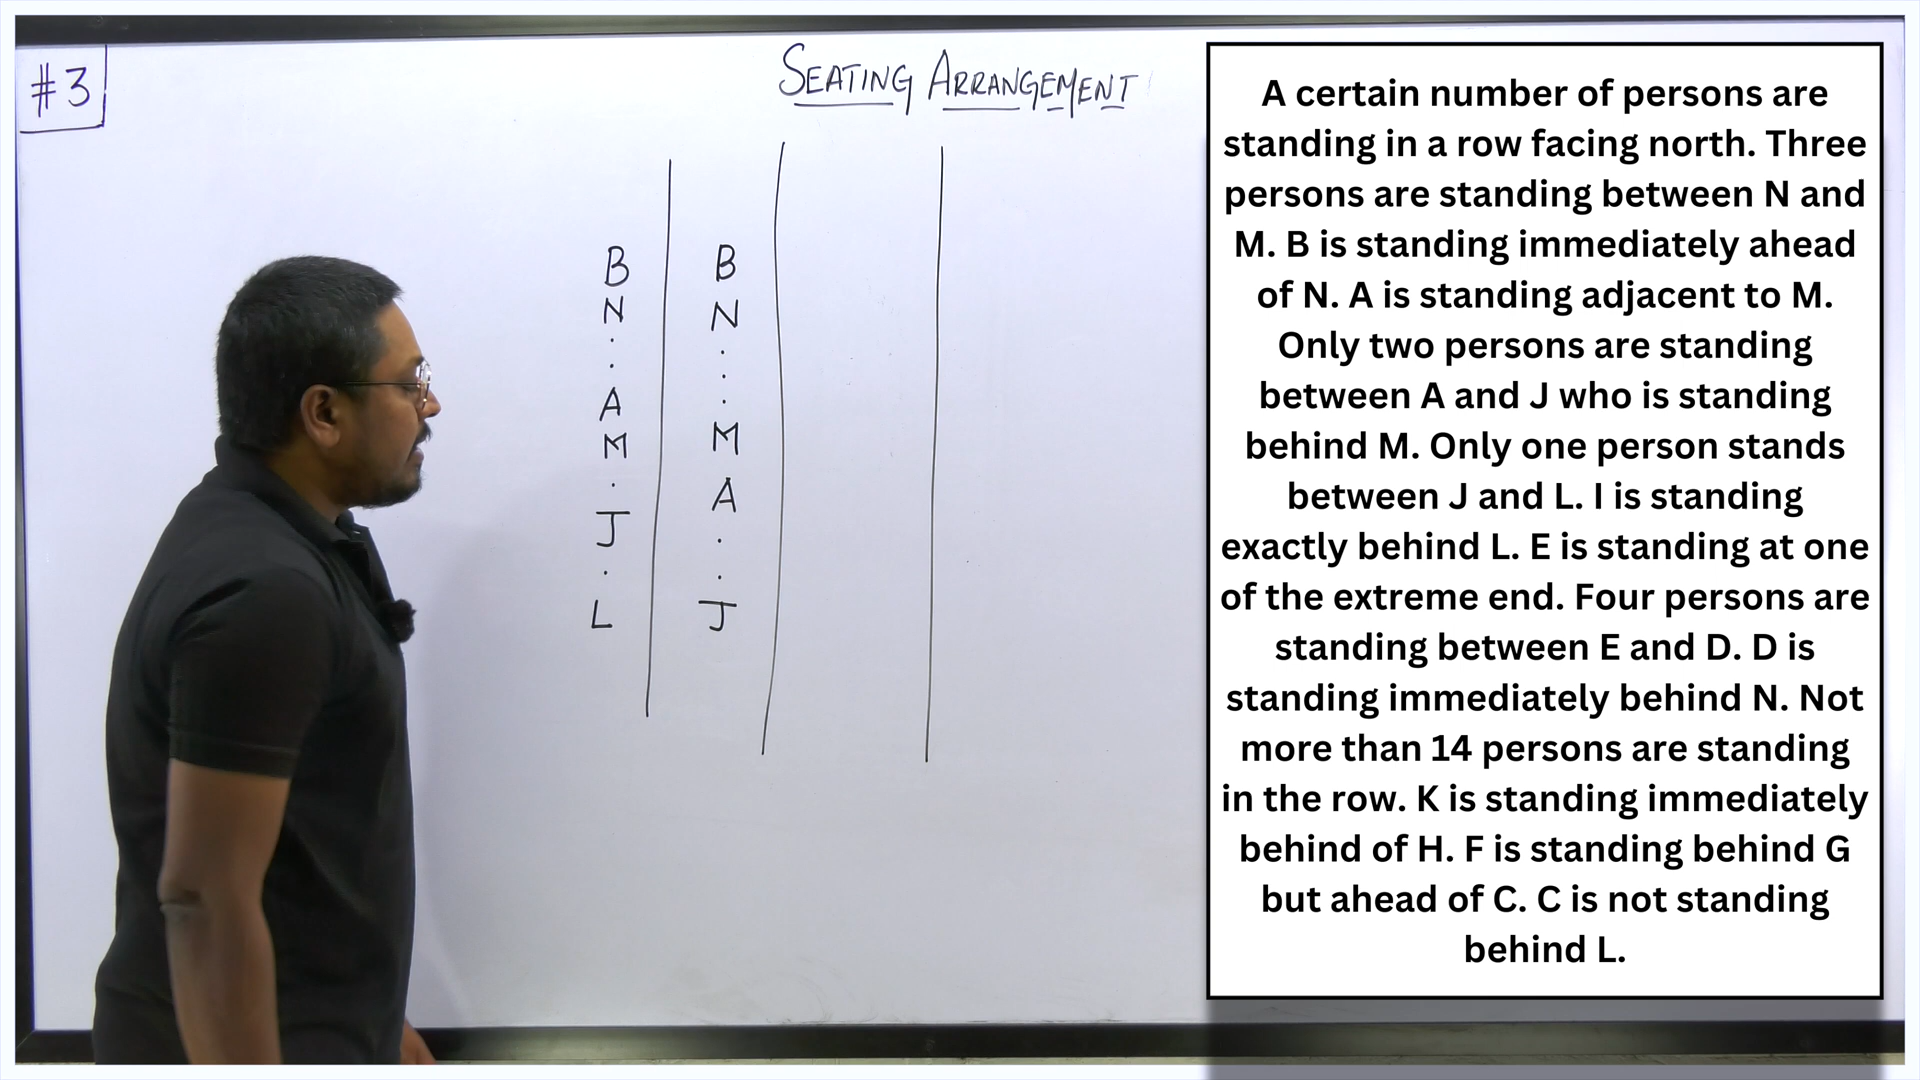 #3
SEATING ARRANGEMENT
B
N
.
.
A
M
.
J
.
L
B
N
.
.
.
M
A
.
.
J
A certain number of persons are
standing in a row facing north. Three
persons are standing between N and
M. B is standing immediately ahead
of N. A is standing adjacent to M.
Only two persons are standing
between A and J who is standing
behind M. Only one person stands
between J and L. I is standing
exactly behind L. E is standing at one
of the extreme end. Four persons are
standing between E and D. D is
standing immediately behind N. Not
more than 14 persons are standing
in the row. K is standing immediately
behind of H. F is standing behind G
but ahead of C. C is not standing
behind L.